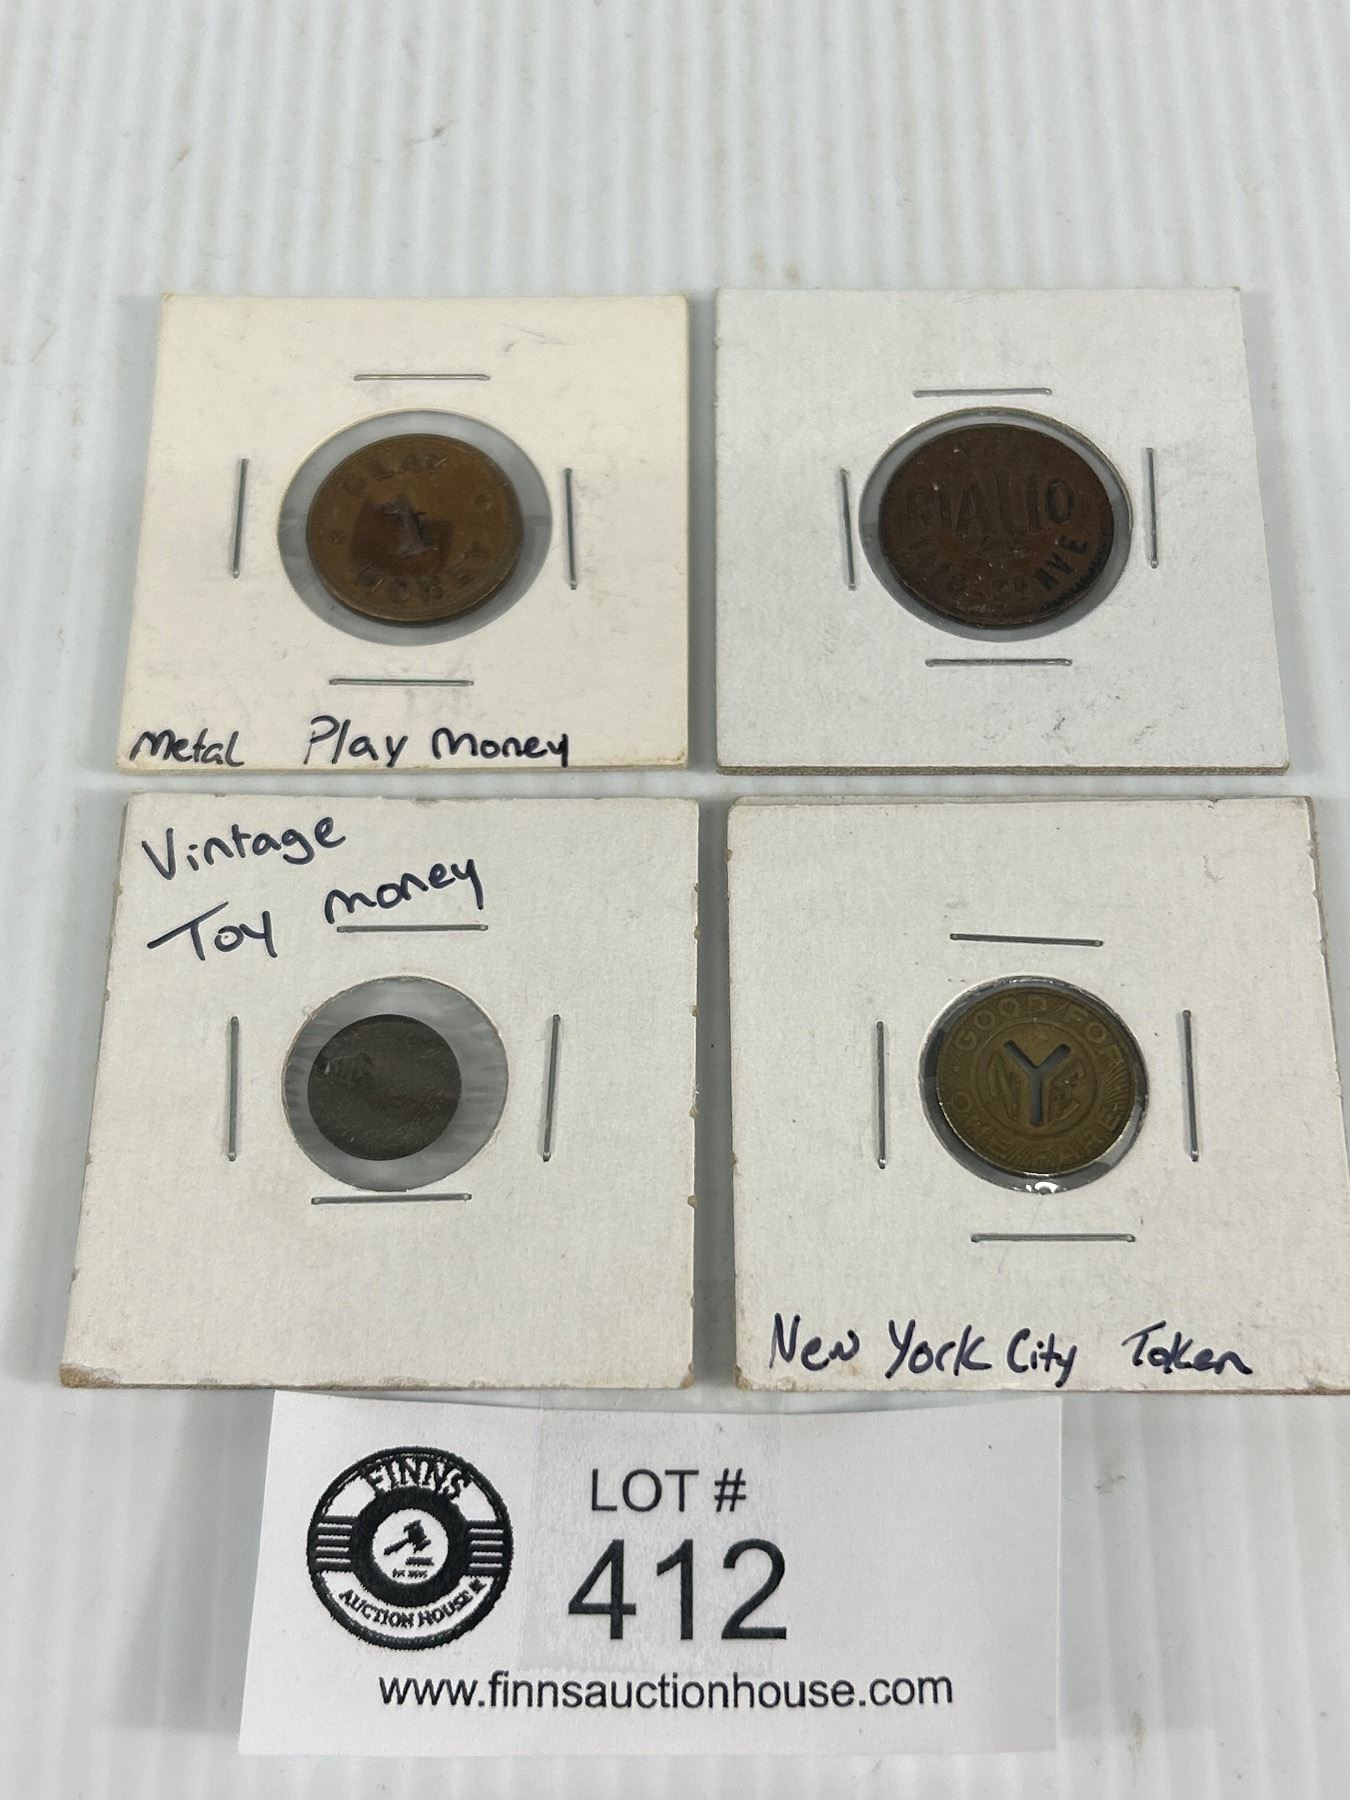 PLAY
MONEY
Metal Play Money
THE
RIALTO
AVE
Vintage
Toy Money
GOOD FOR
NYC
ONE FARE
New York City Token
FINNS
AUCTION HOUSE
LOT #
412
www.finnsauctionhouse.com